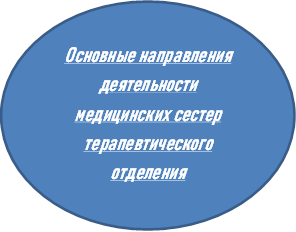 Основные направления
деятельности
медицинских сестер
терапевтического
отделения